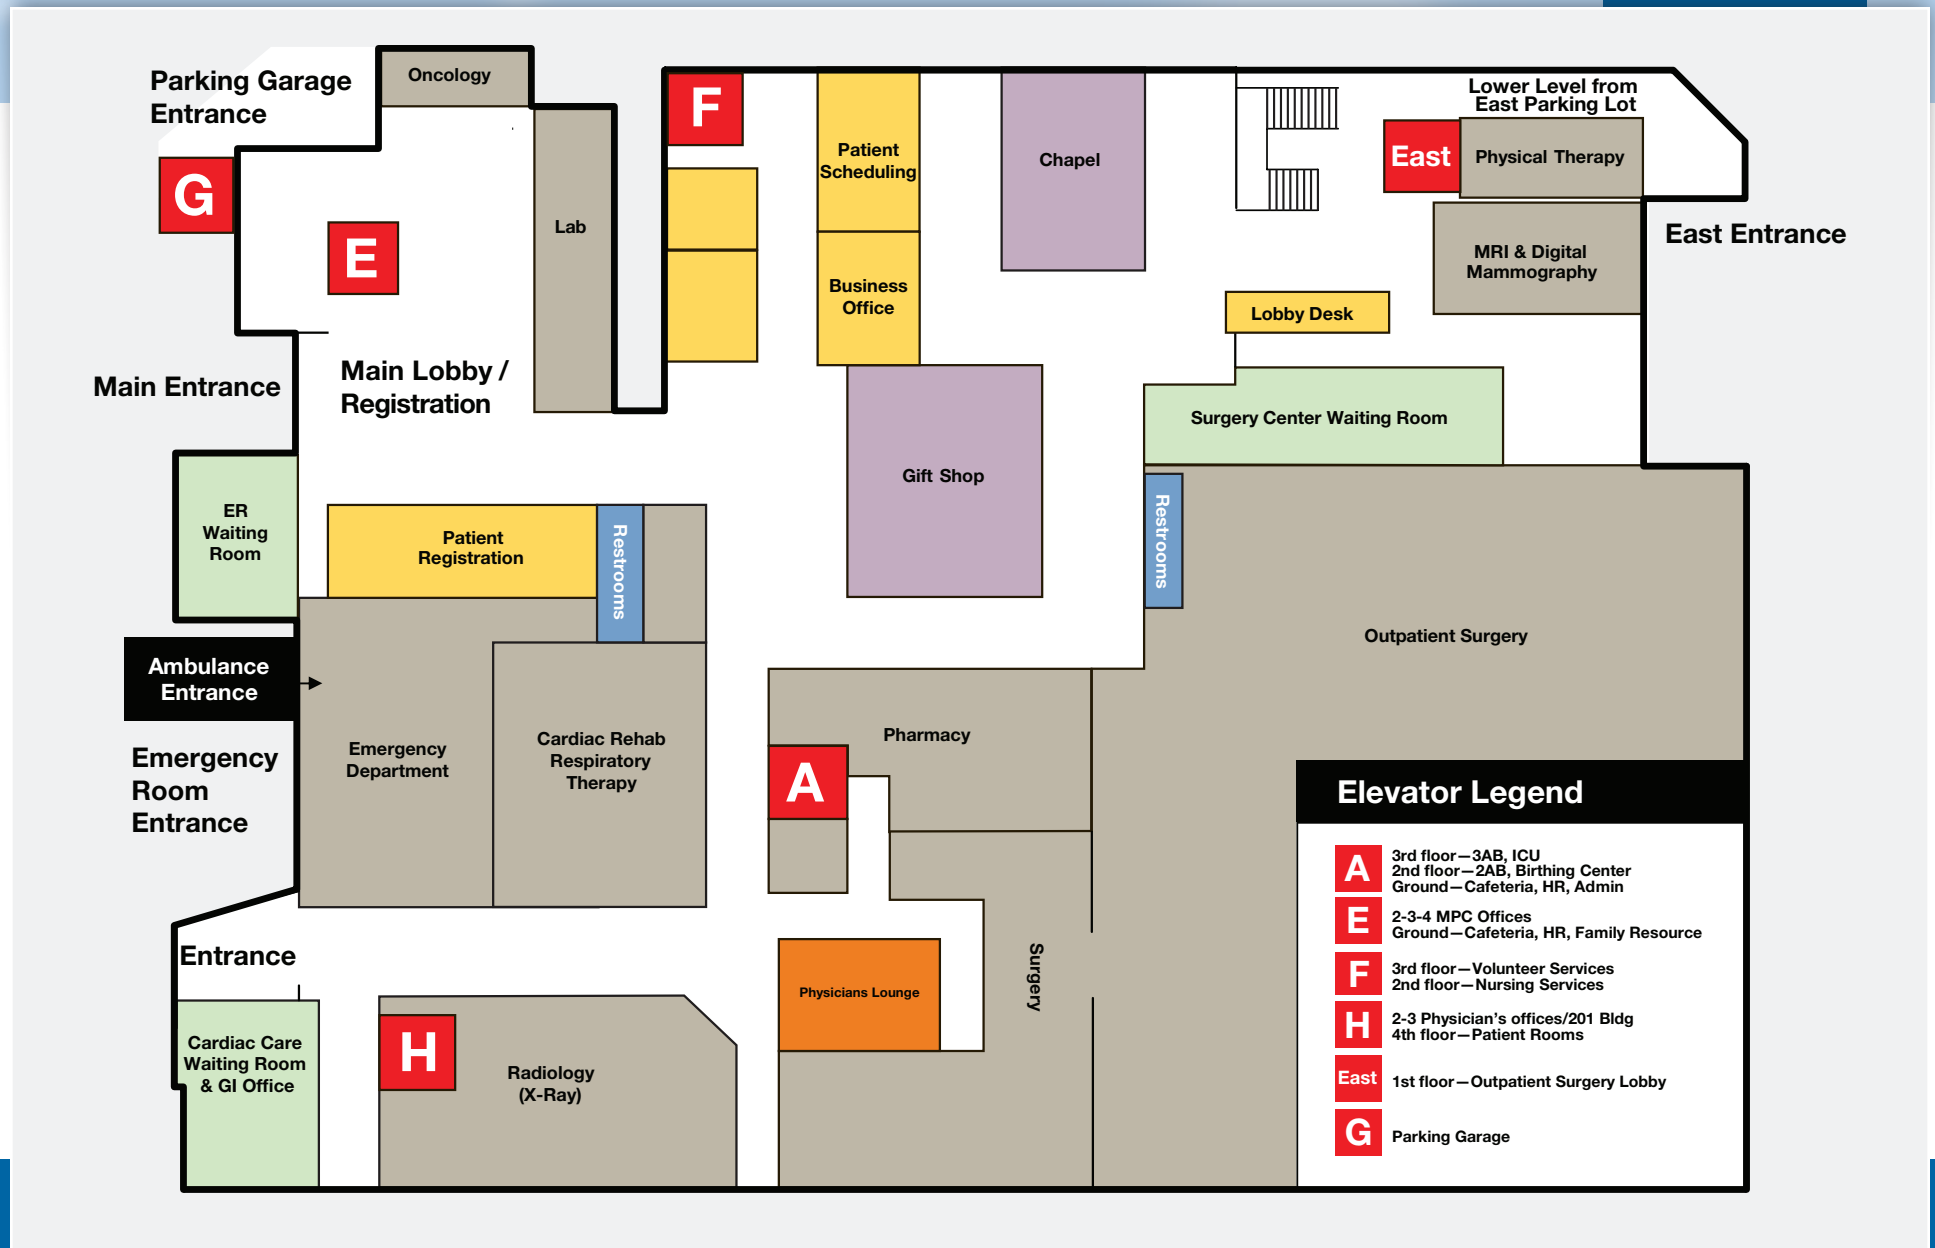 Parking Garage
Entrance
Oncology
F
Lower Level from
East Parking Lot
Patient
Scheduling
Chapel
East
Physical Therapy
G
E
Lab
East Entrance
MRI & Digital
Mammography
Business
Office
Lobby Desk
Main Entrance
Main Lobby /
Registration
Surgery Center Waiting Room
Gift Shop
ER
Waiting
Room
Patient
Registration
Restrooms
Restrooms
Outpatient Surgery
Ambulance
Entrance
Emergency
Room
Entrance
Emergency
Department
Cardiac Rehab
Respiratory
Therapy
Pharmacy
A
Entrance
Physicians Lounge
Surgery
Cardiac Care
Waiting Room
& GI Office
H
Radiology
(X-Ray)
Elevator Legend
A
3rd floor—3AB, ICU
2nd floor—2AB, Birthing Center
Ground—Cafeteria, HR, Admin
E
2-3-4 MPC Offices
Ground—Cafeteria, HR, Family Resource
F
3rd floor—Volunteer Services
2nd floor—Nursing Services
H
2-3 Physician's offices/201 Bldg
4th floor—Patient Rooms
East
1st floor—Outpatient Surgery Lobby
G
Parking Garage